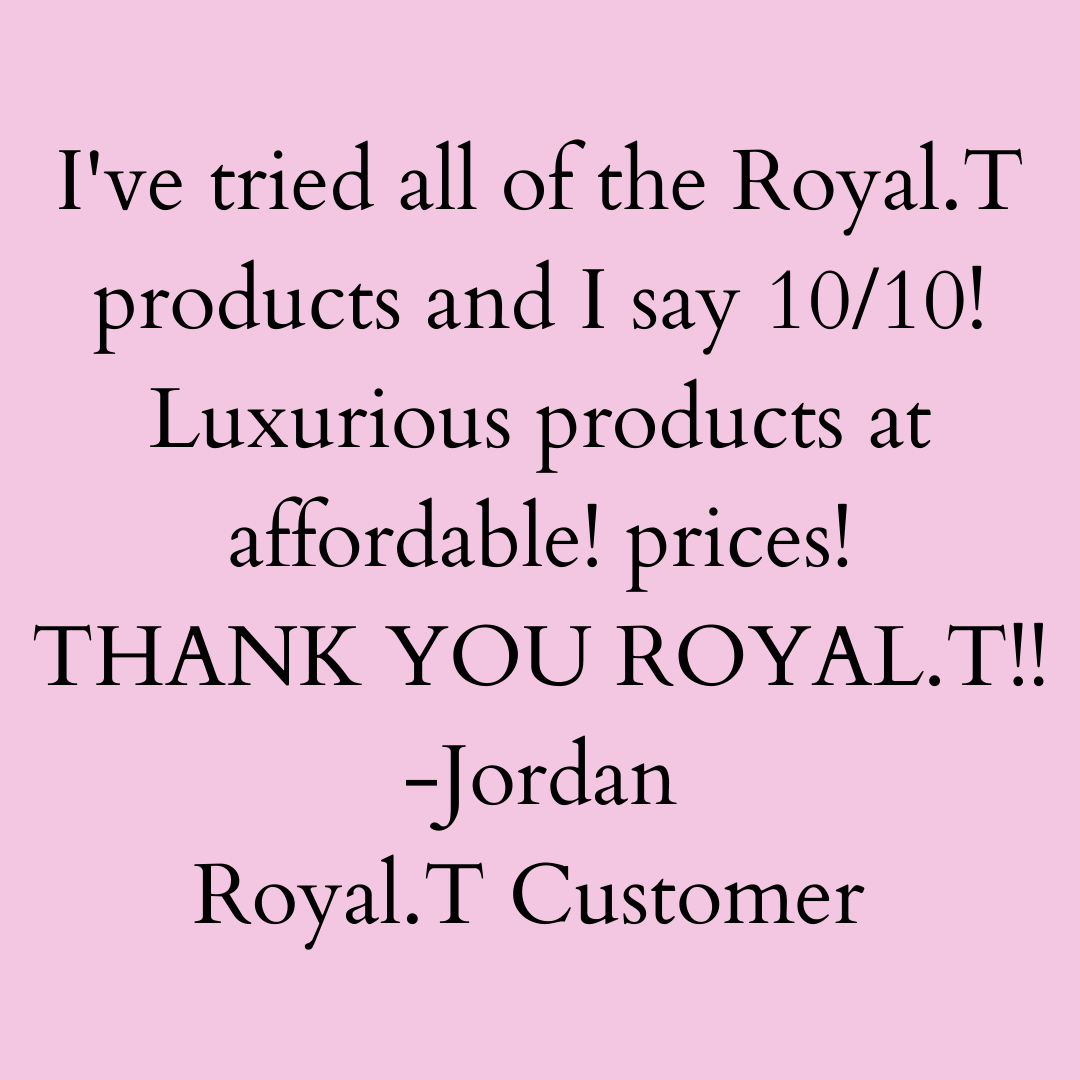 I've tried all of the Royal.T
products and I say 10/10!
Luxurious products at
affordable! prices!
THANK YOU ROYAL.T!!
-Jordan
Royal.T Customer